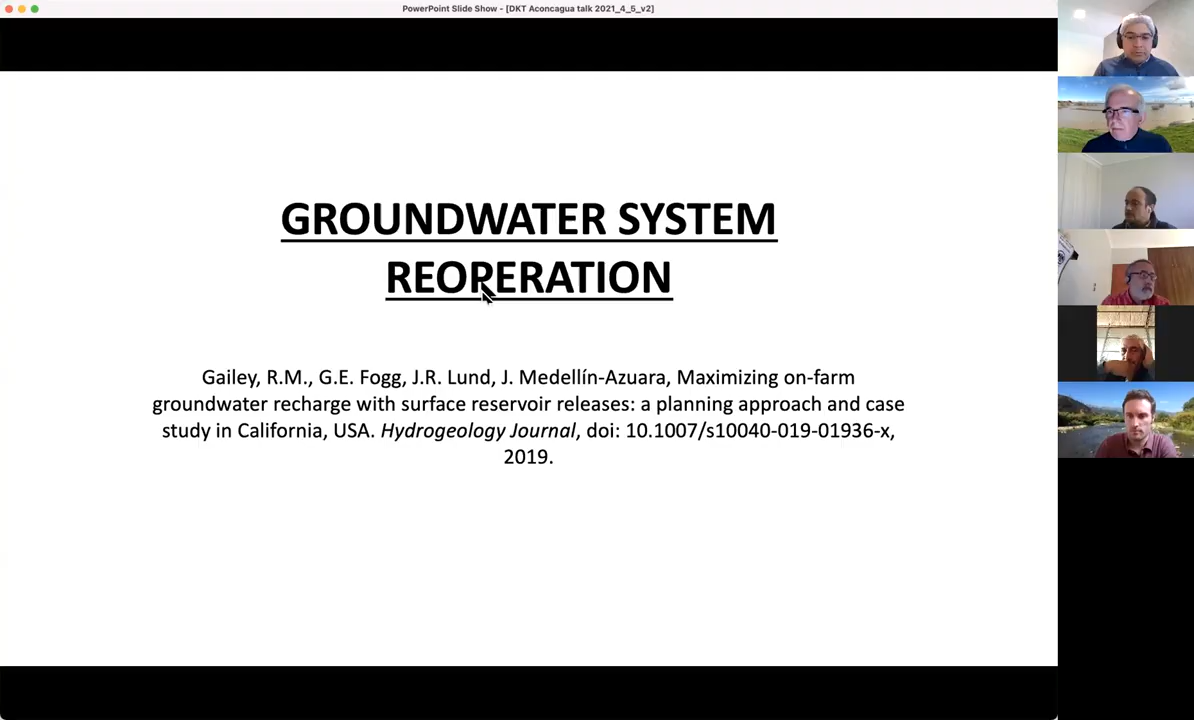 PowerPoint Slide Show - [DKT Aconcagua talk 2021_4_5_v2]
GROUNDWATER SYSTEM
REOPERATION
Gailey, R.M., G.E. Fogg, J.R. Lund, J. Medellín-Azuara, Maximizing on-farm
groundwater recharge with surface reservoir releases: a planning approach and case
study in California, USA. Hydrogeology Journal, doi: 10.1007/s10040-019-01936-x,
2019.